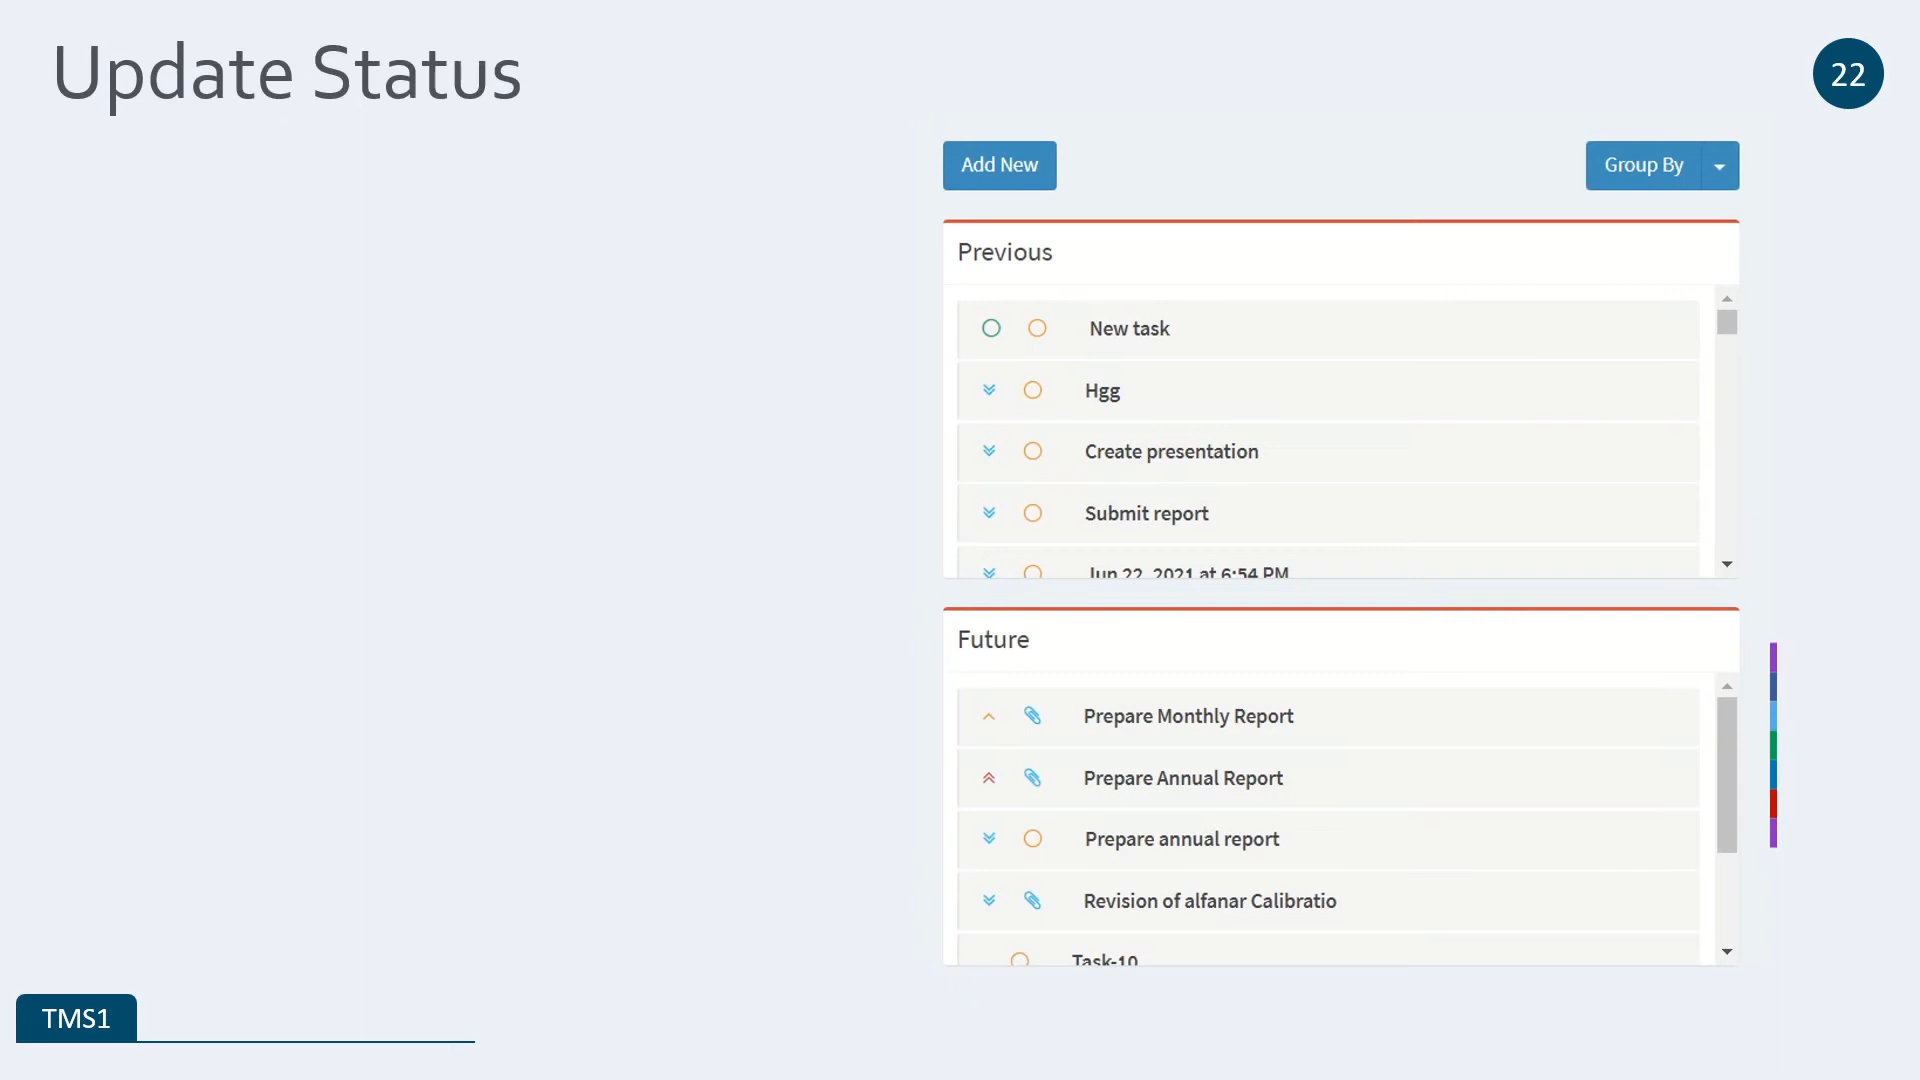 Update Status
22
Add New
Group By
Previous
New task
Hgg
Create presentation
Submit report
Jun 22, 2021 at 6:54 PM
Future
Prepare Monthly Report
Prepare Annual Report
Prepare annual report
Revision of alfanar Calibratio
Task-10
TMS1